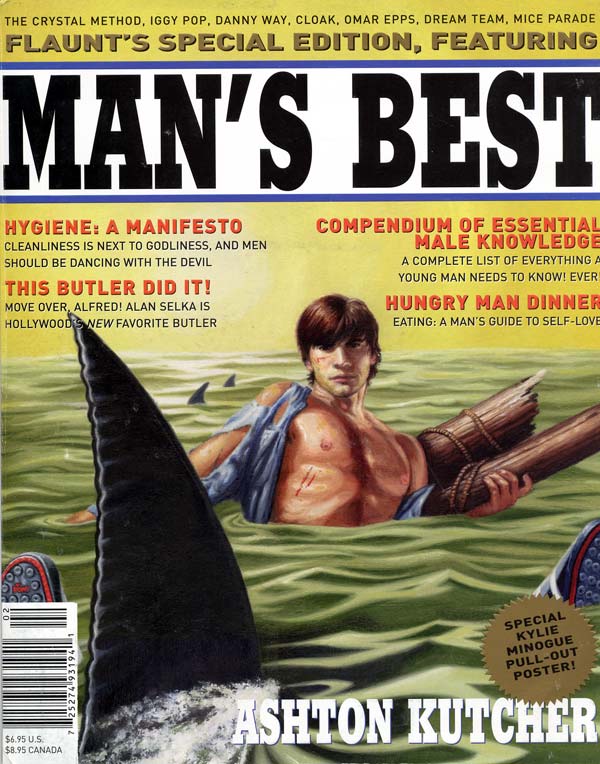 THE CRYSTAL METHOD, IGGY POP, DANNY WAY, CLOAK, OMAR EPPS, DREAM TEAM, MICE PARADE
FLAUNT'S SPECIAL EDITION, FEATURING
MAN'S BEST
HYGIENE: A MANIFESTO
CLEANLINESS IS NEXT TO GODLINESS, AND MEN
SHOULD BE DANCING WITH THE DEVIL
THIS BUTLER DID IT!
MOVE OVER, ALFRED! ALAN SELKA IS
HOLLYWOOD'S NEW FAVORITE BUTLER
COMPENDIUM OF ESSENTIAL
MALE KNOWLEDGE
A COMPLETE LIST OF EVERYTHING A
YOUNG MAN NEEDS TO KNOW! EVER!
HUNGRY MAN DINNER
EATING: A MAN'S GUIDE TO SELF-LOVE
SPECIAL
KYLIE
MINOGUE
PULL-OUT
POSTER!
ASHTON KUTCHER
02
7 25274 93194 1
$6.95 U.S.
$8.95 CANADA